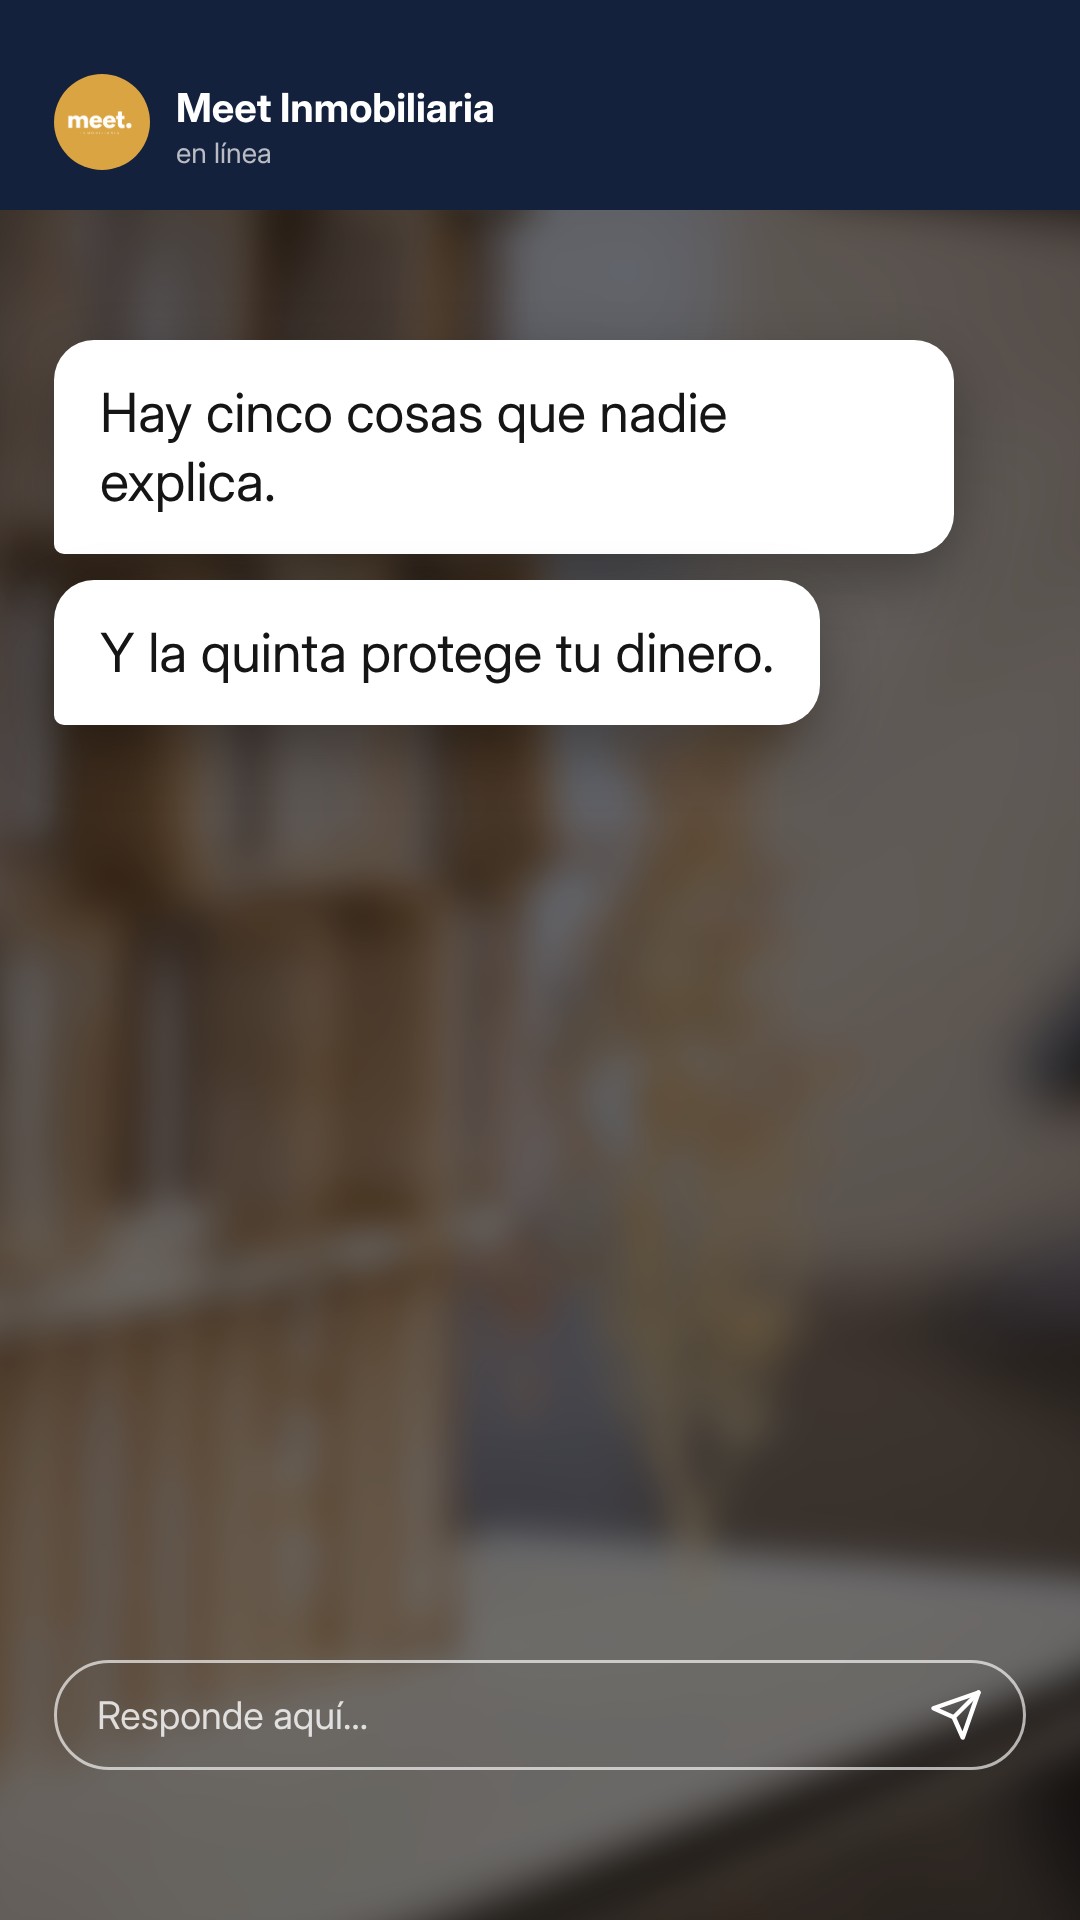 meet.
Meet Inmobiliaria
en línea
Hay cinco cosas que nadie
explica.
Y la quinta protege tu dinero.
Responde aquí...